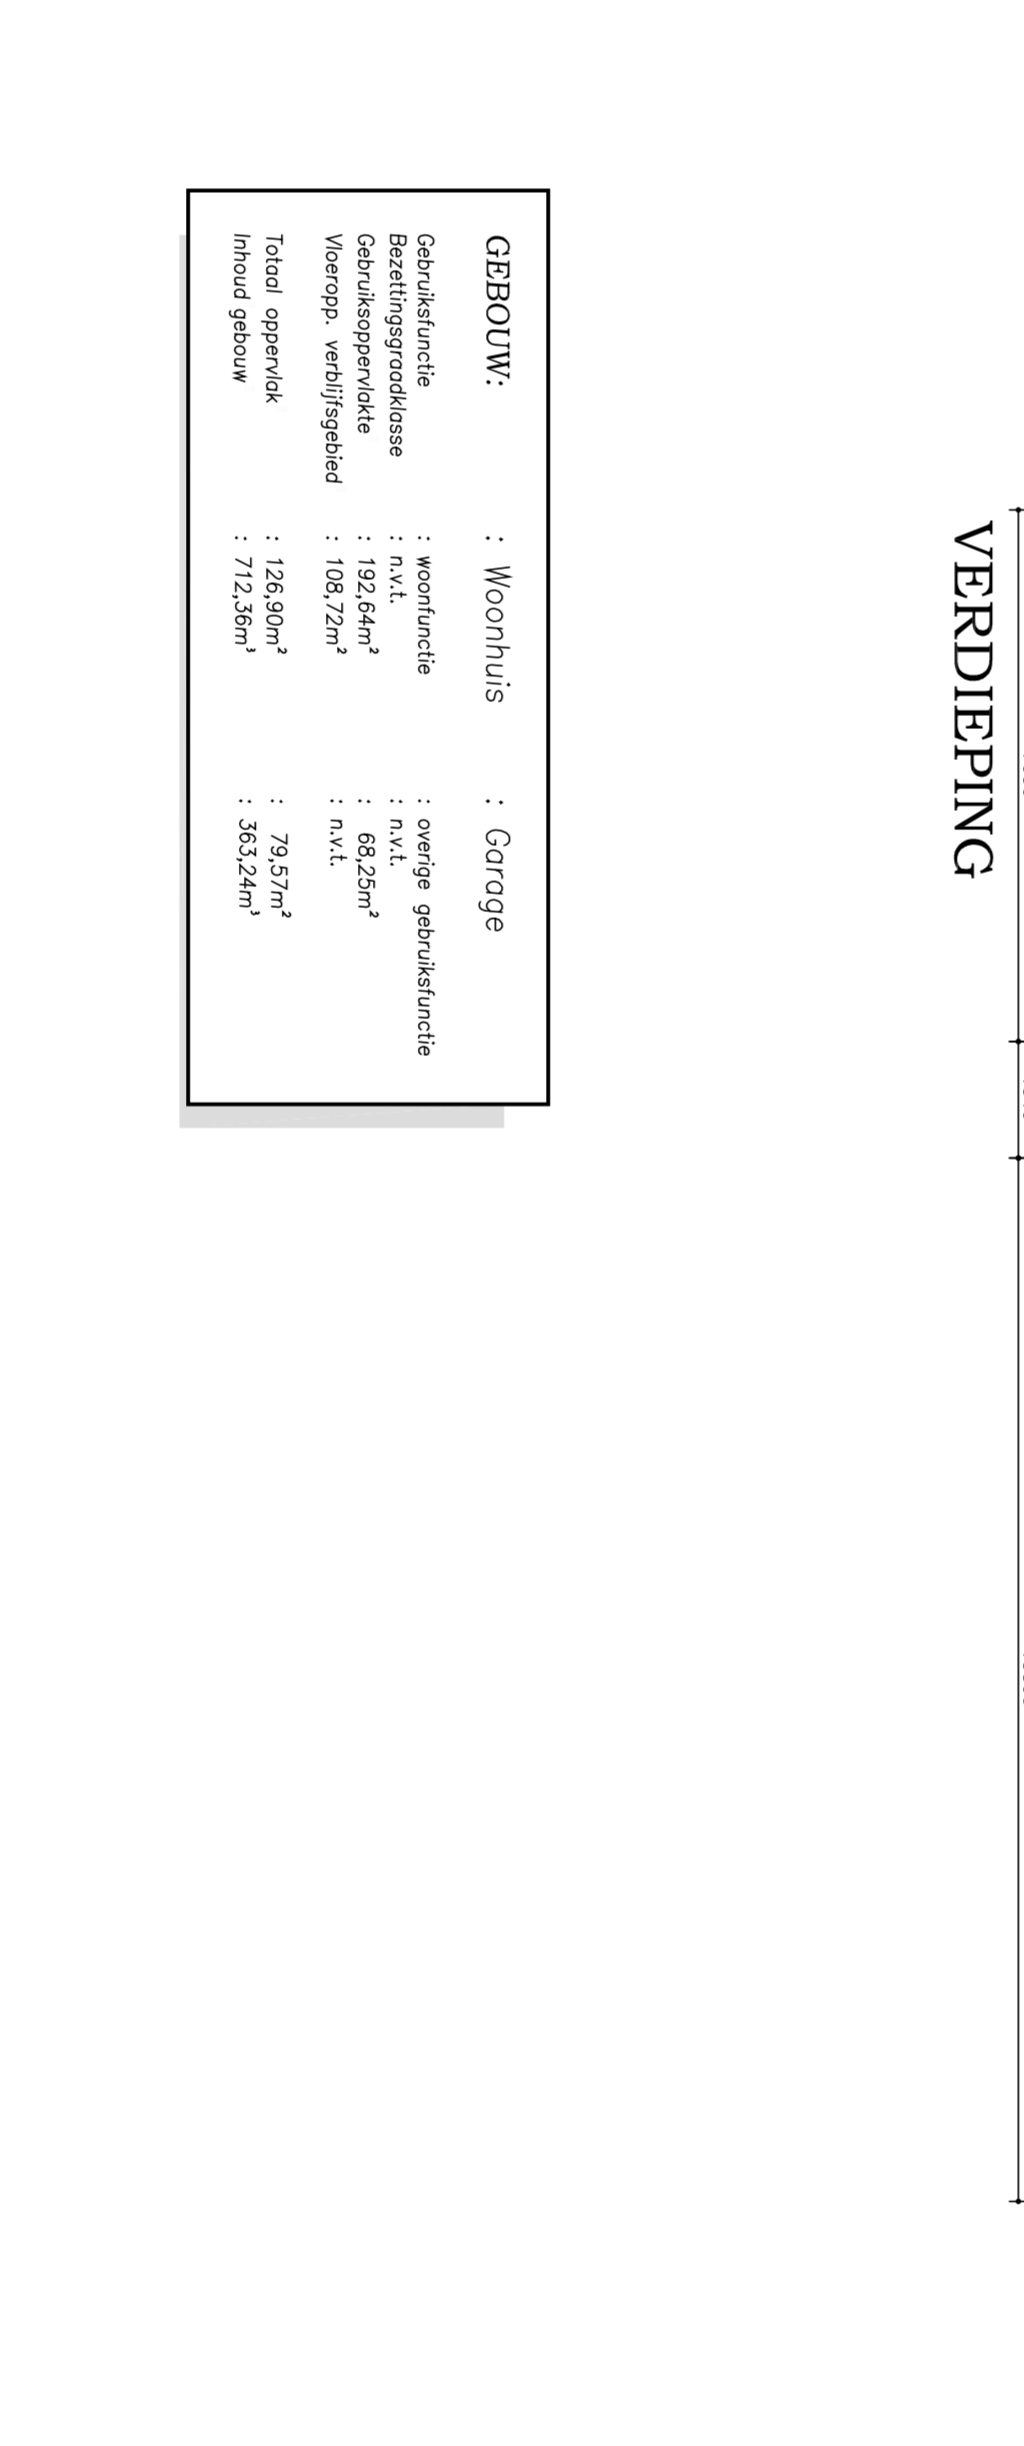 VERDIEPING
GEBOUW: : Woonhuis : Garage
Gebruiksfunctie : woonfunctie : overige gebruiksfunctie
Bezettingsgraadklasse : n.v.t. : n.v.t.
Gebruiksoppervlakte : 192,64m² : 68,25m²
Vloeropp. verblijfsgebied : 108,72m² : n.v.t.
Totaal oppervlak : 126,90m² : 79,57m²
Inhoud gebouw : 712,36m³ : 363,24m³